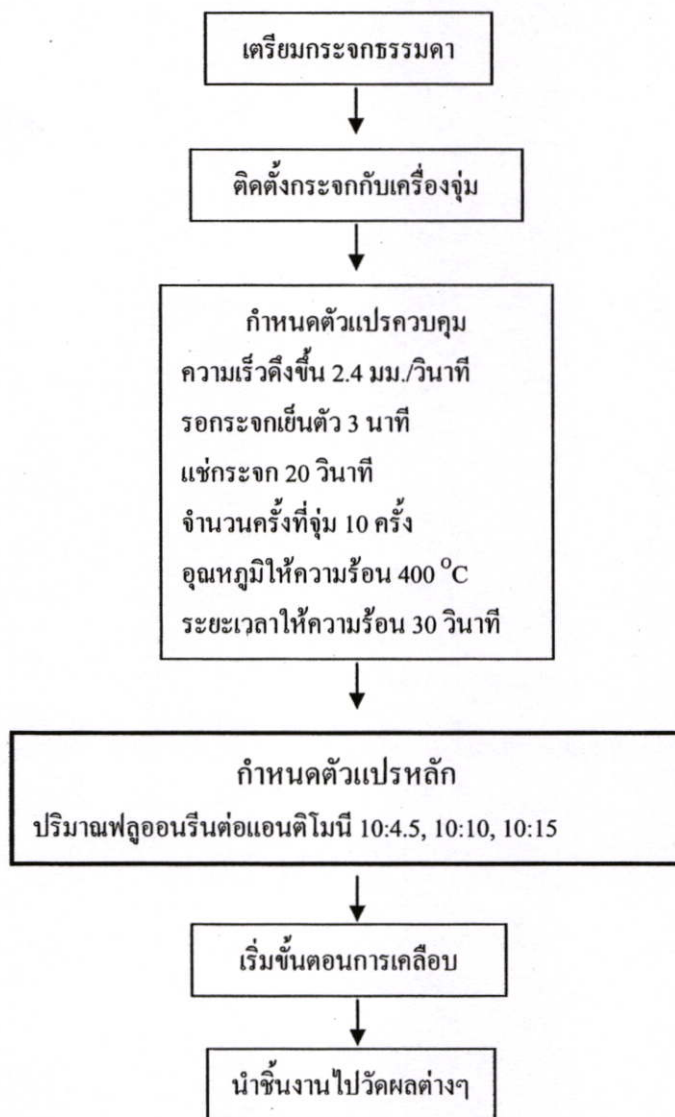 เตรียมกระจกธรรมดา
ติดตั้งกระจกกับเครื่องจุ่ม
กำหนดตัวแปรควบคุม
ความเร็วดึงขึ้น 2.4 มม./วินาที
รอกระจกเย็นตัว 3 นาที
แช่กระจก 20 วินาที
จำนวนครั้งที่จุ่ม 10 ครั้ง
อุณหภูมิให้ความร้อน 400 °C
ระยะเวลาให้ความร้อน 30 วินาที
กำหนดตัวแปรหลัก
ปริมาณฟลูออนรีนต่อแอนติโมนี 10:4.5, 10:10, 10:15
เริ่มขั้นตอนการเคลือบ
นำชิ้นงานไปวัดผลต่างๆ